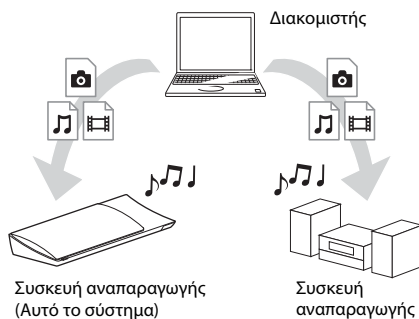 Διακομιστής
Συσκευή αναπαραγωγής
(Αυτό το σύστημα)
Συσκευή
αναπαραγωγής